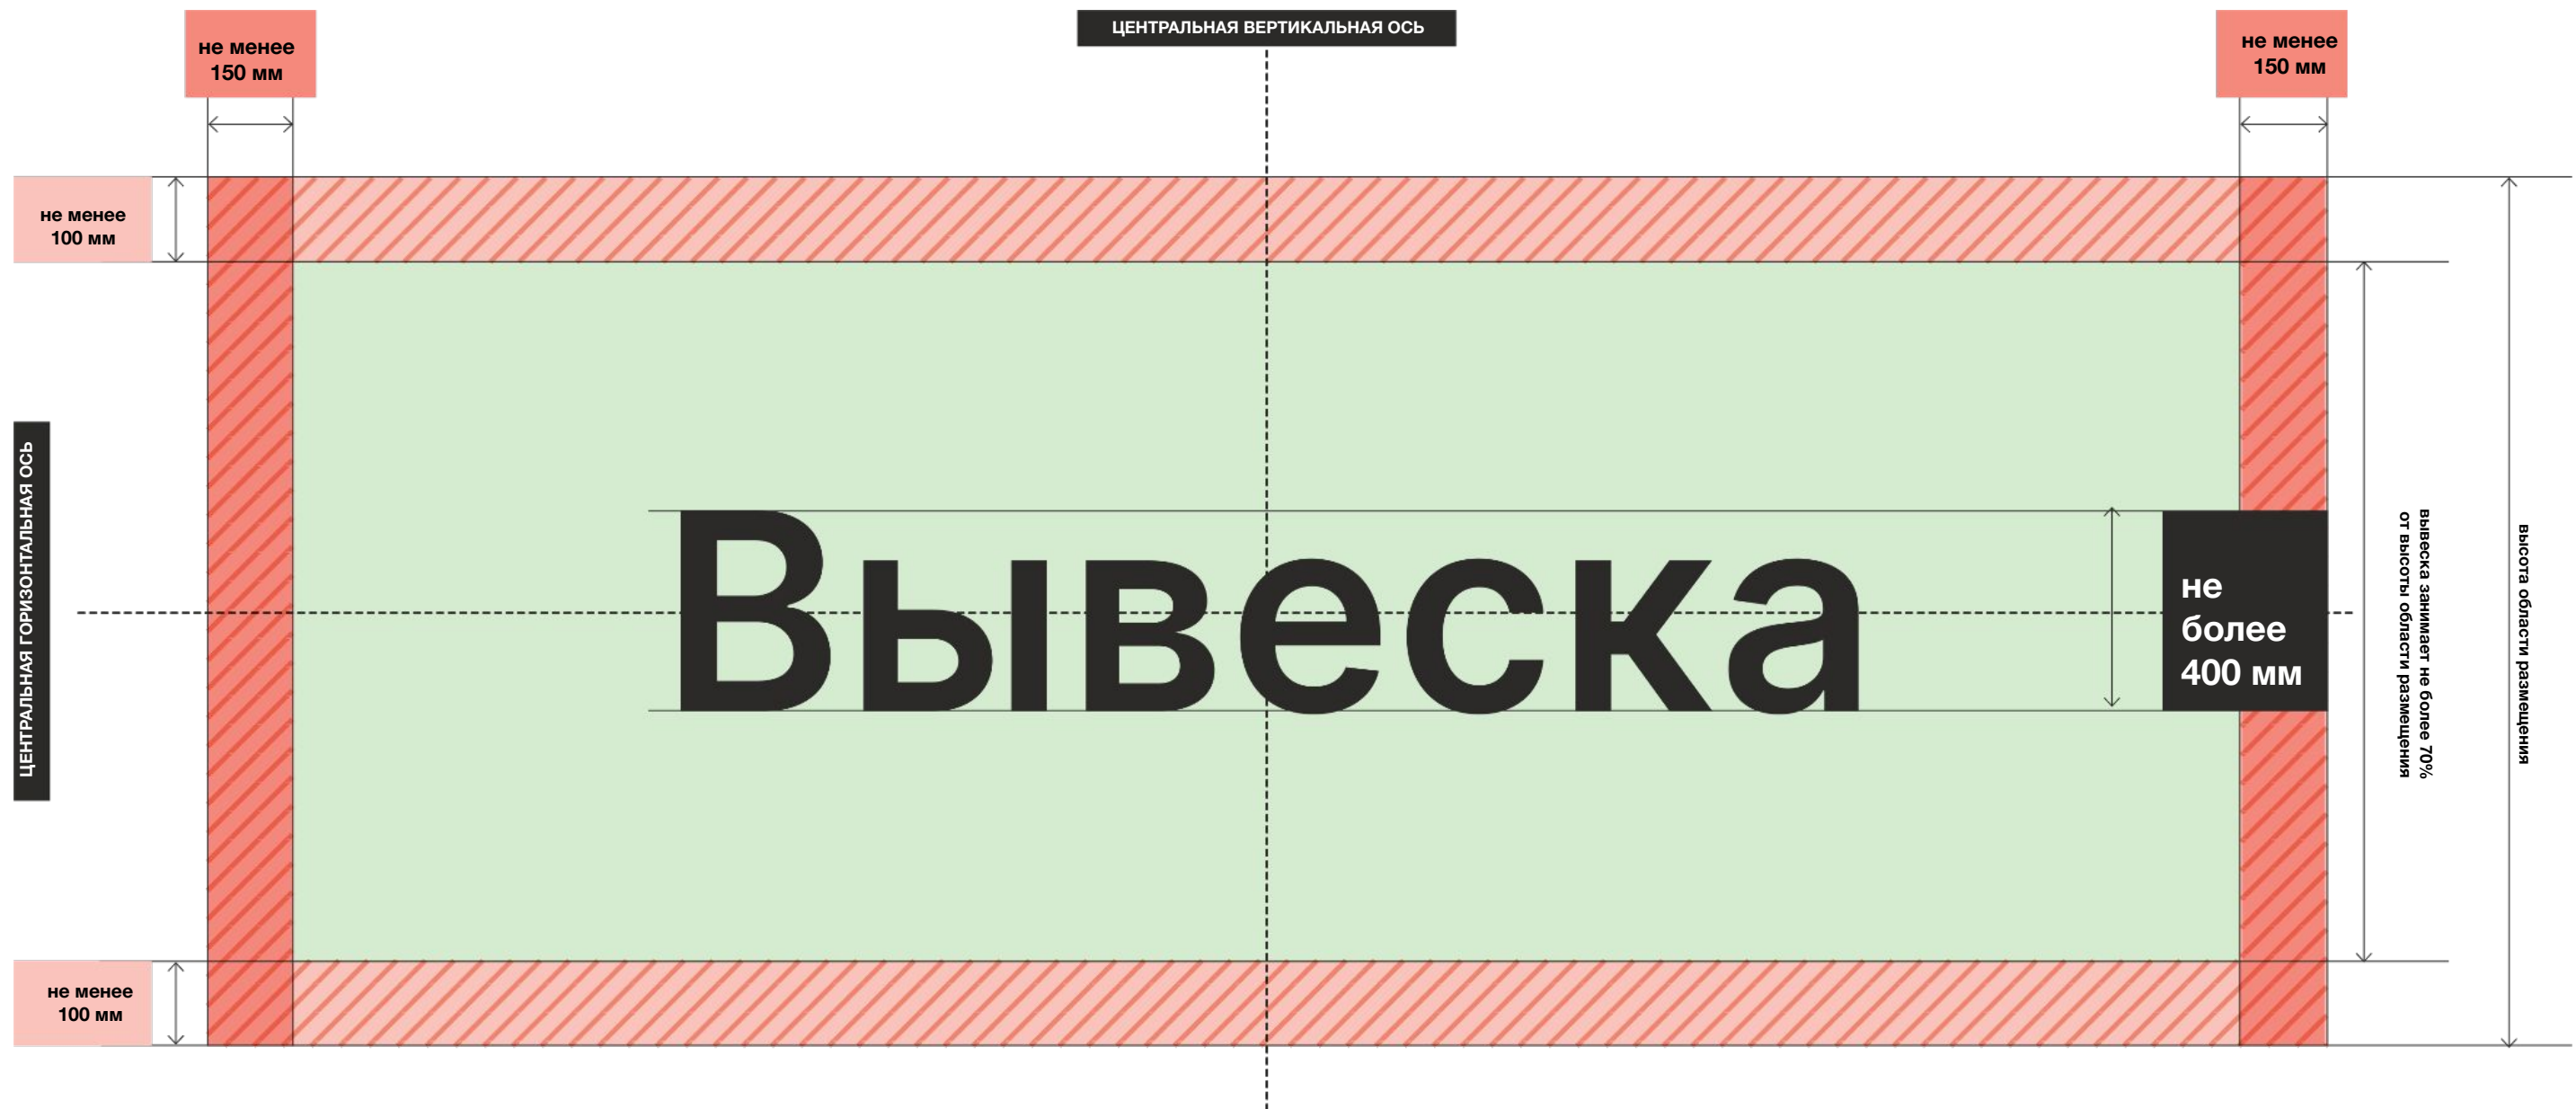 не менее
150 мм
ЦЕНТРАЛЬНАЯ ВЕРТИКАЛЬНАЯ ОСЬ
не менее
150 мм
не менее
100 мм
ЦЕНТРАЛЬНАЯ ГОРИЗОНТАЛЬНАЯ ОСЬ
Вывеска
не
более
400 мм
вывеска занимает не более 70%
от высоты области размещения
высота области размещения
не менее
100 мм